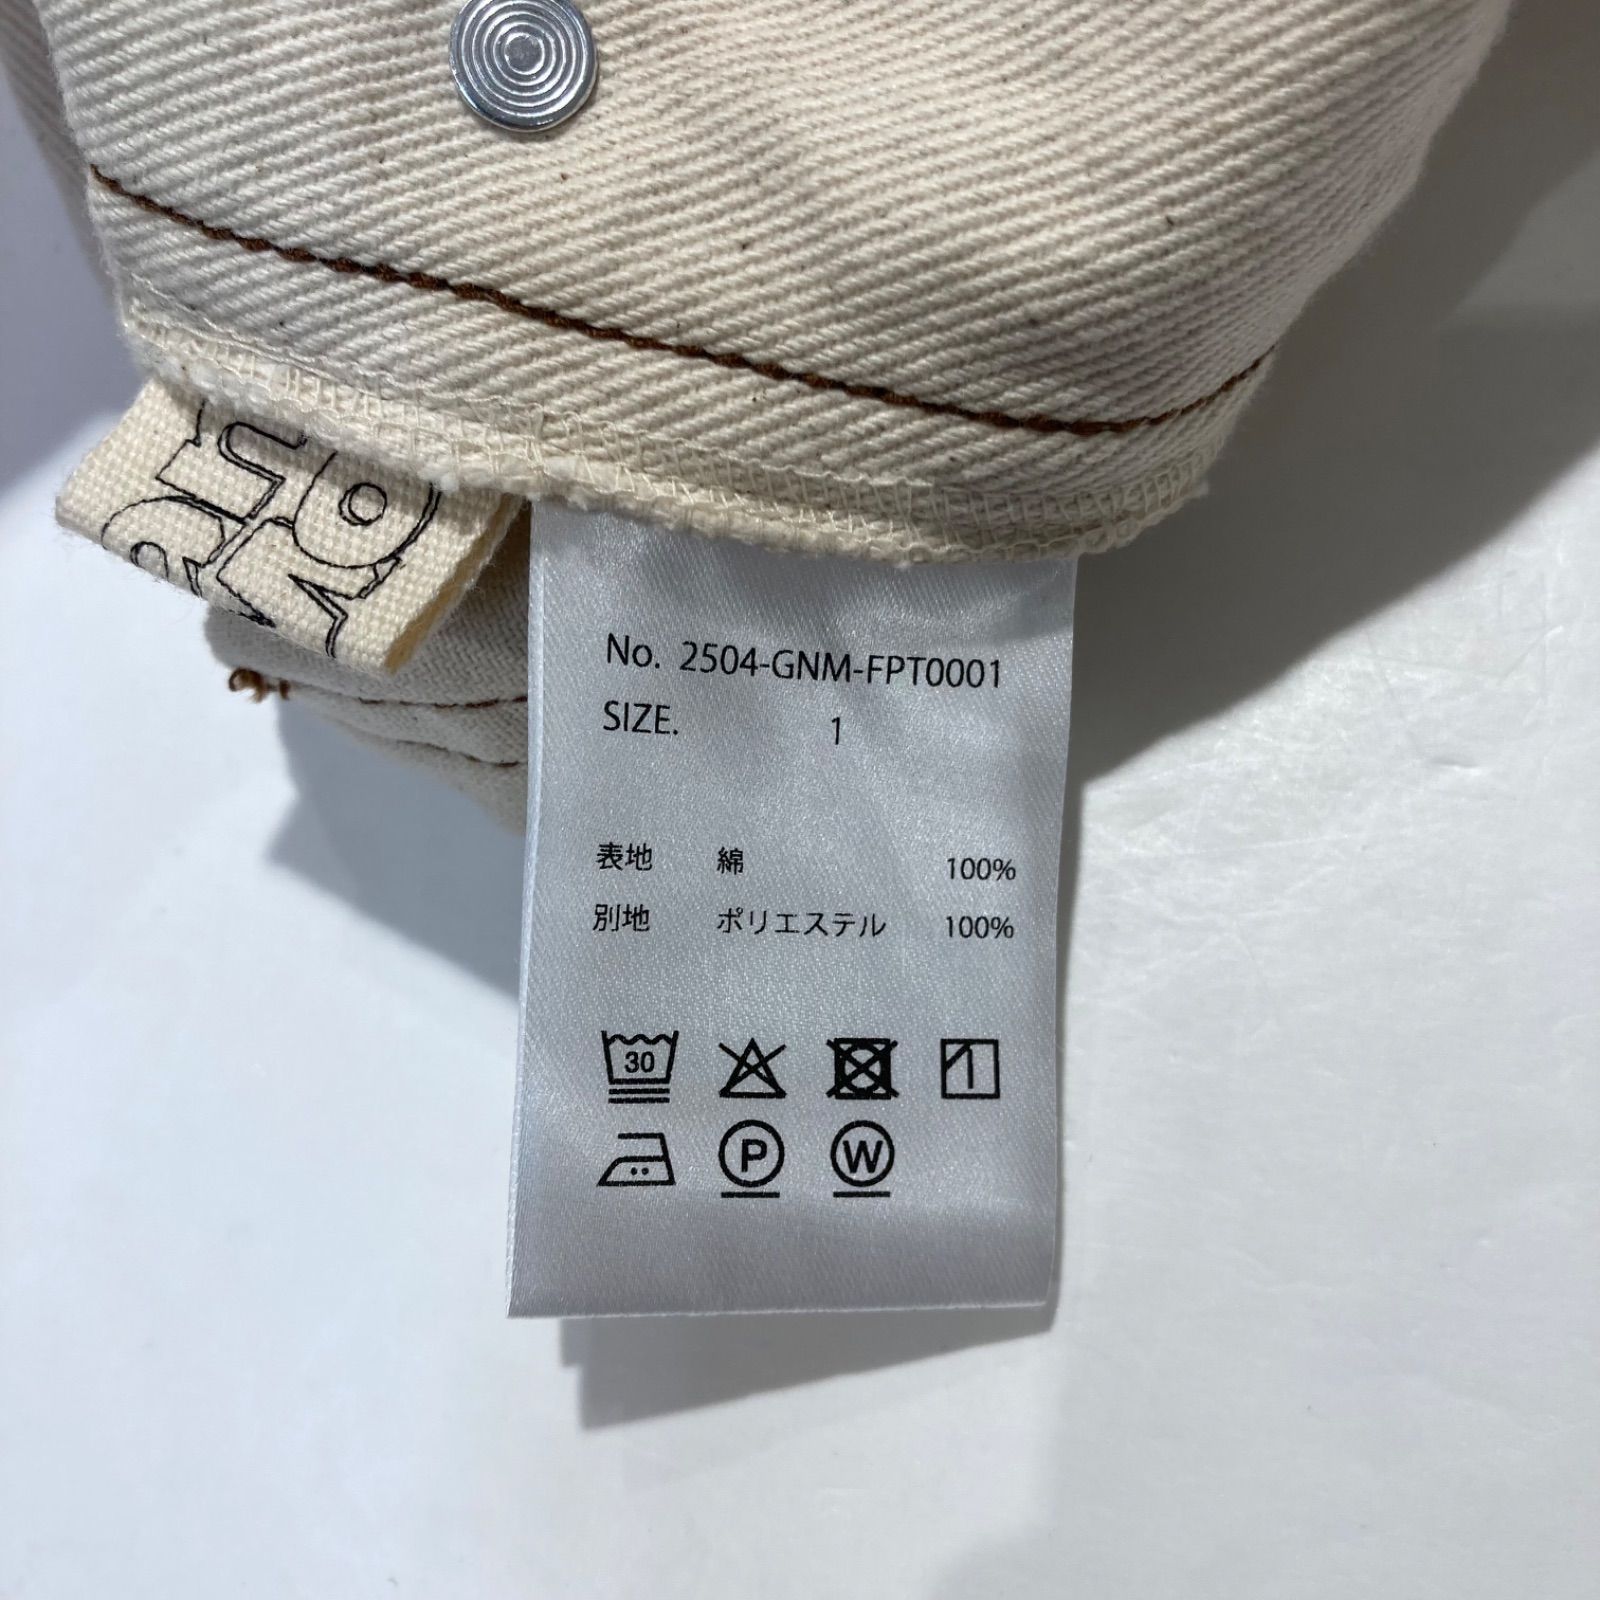 No. 2504-GNM-FPT0001
SIZE. 1
表地 綿 100%
別地 ポリエステル 100%
30
P W